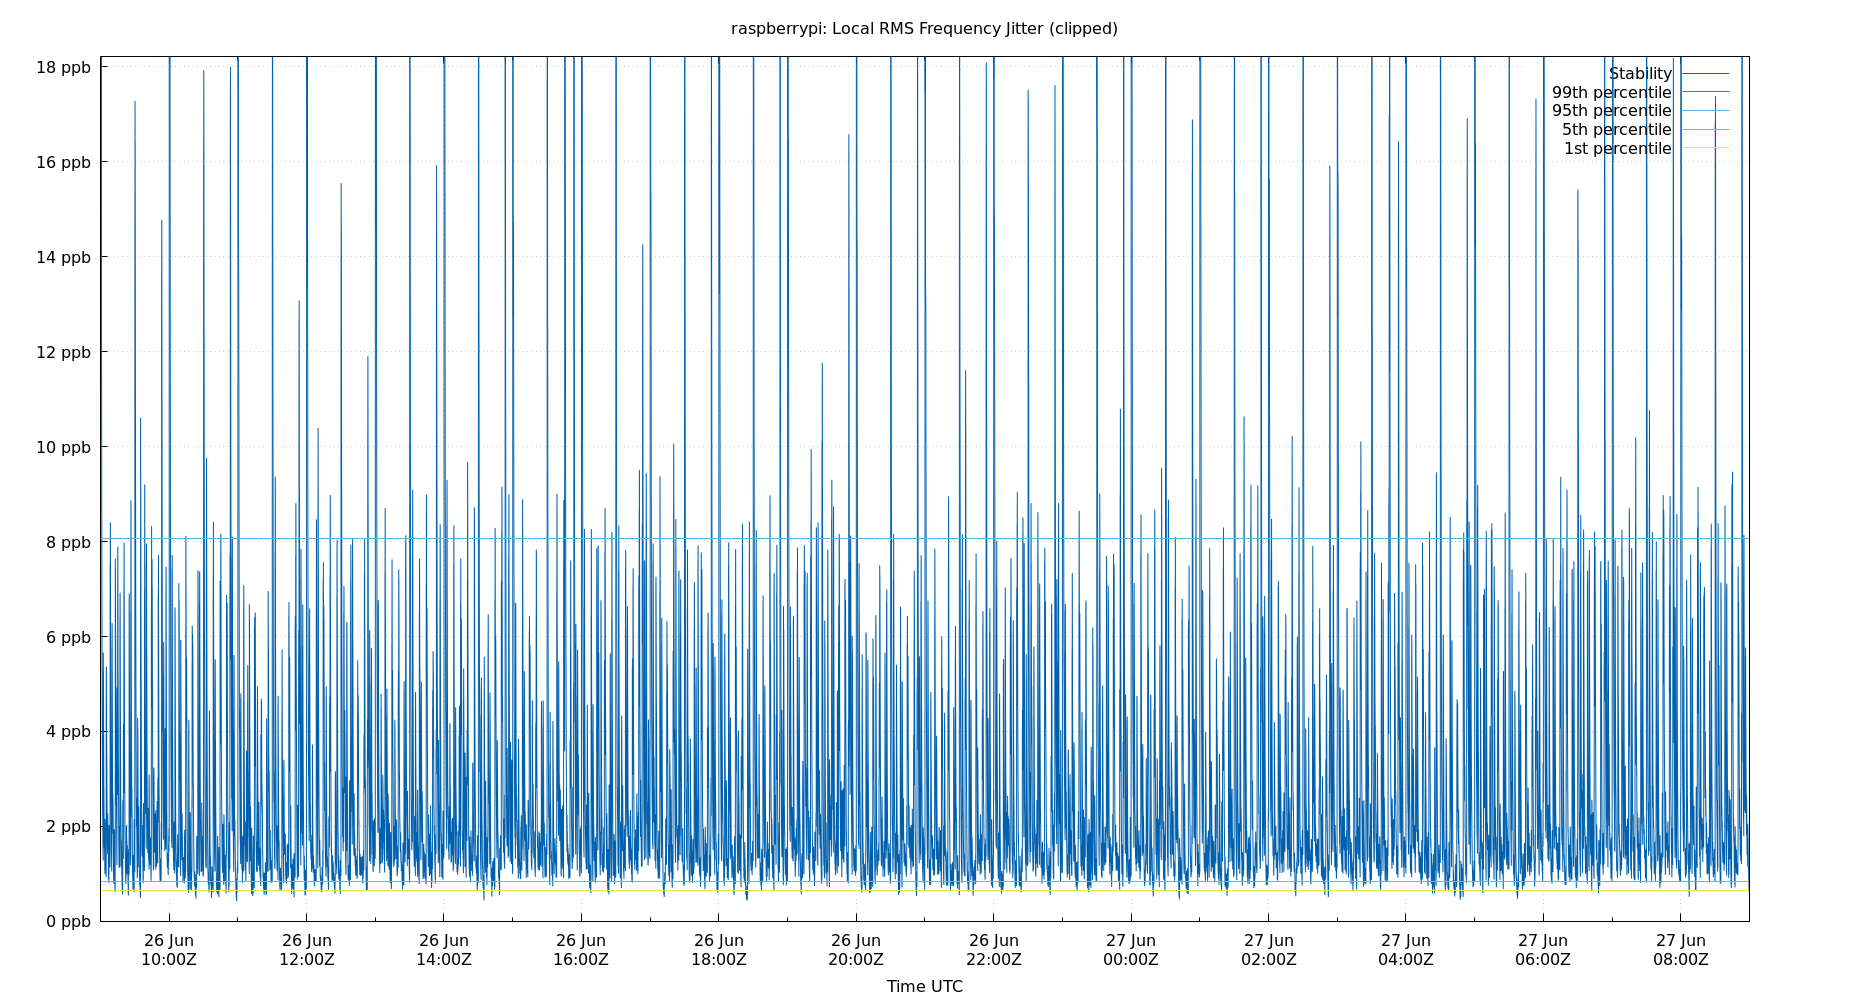 raspberrypi: Local RMS Frequency Jitter (clipped)
18 ppb
16 ppb
14 ppb
12 ppb
10 ppb
8 ppb
6 ppb
4 ppb
2 ppb
0 ppb
Stability
99th percentile
95th percentile
5th percentile
1st percentile
26 Jun 26 Jun 26 Jun 26 Jun 26 Jun 26 Jun 26 Jun 27 Jun 27 Jun 27 Jun 27 Jun 27 Jun
10:00Z 12:00Z 14:00Z 16:00Z 18:00Z 20:00Z 22:00Z 00:00Z 02:00Z 04:00Z 06:00Z 08:00Z
Time UTC